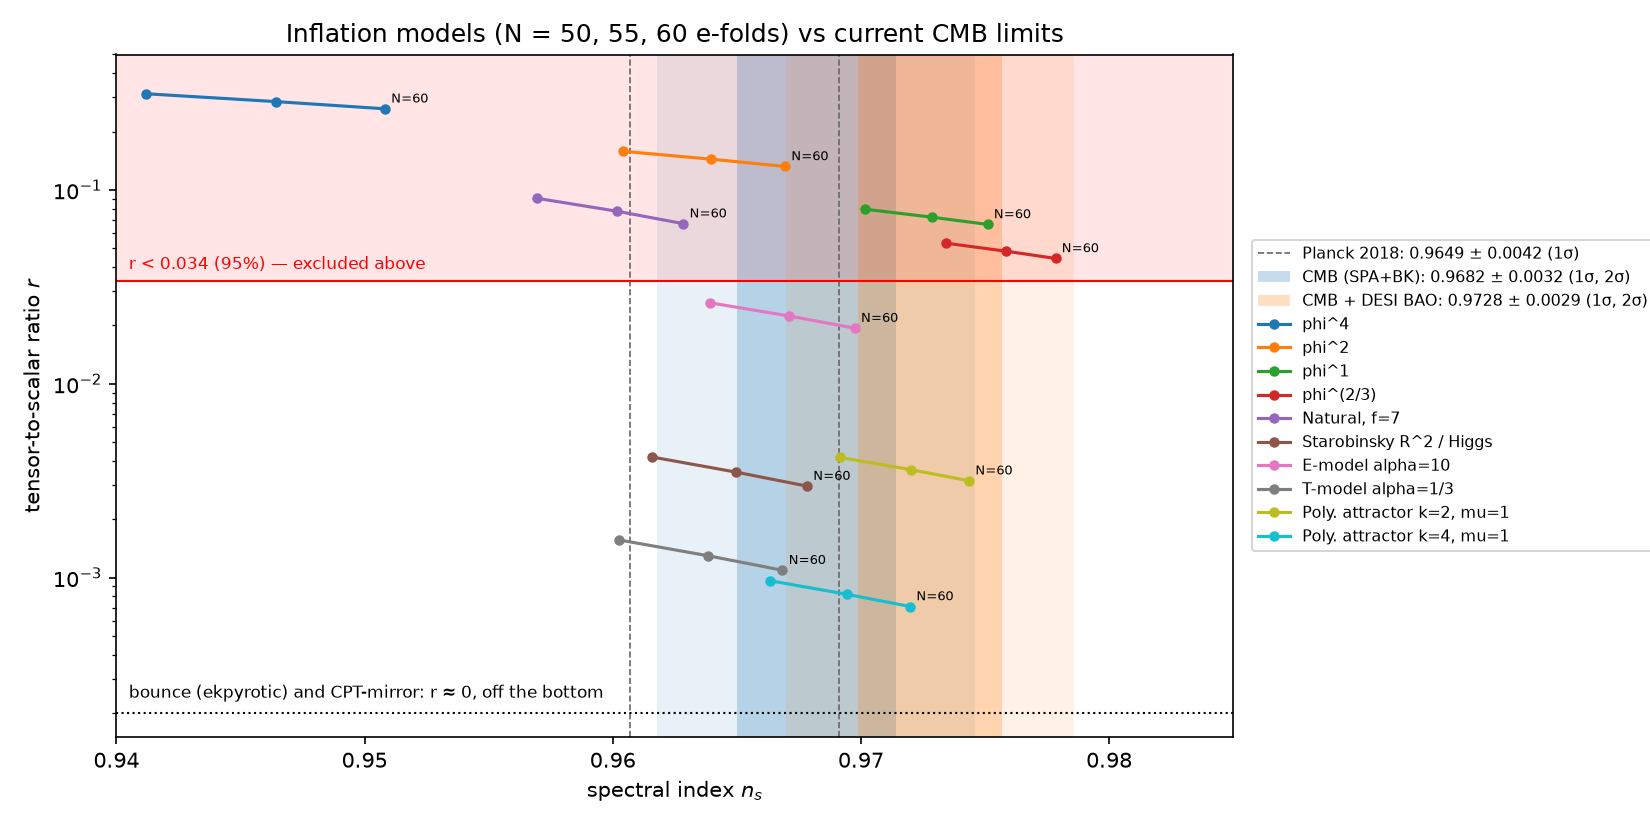 Inflation models (N = 50, 55, 60 e-folds) vs current CMB limits
tensor-to-scalar ratio r
10⁻¹
10⁻²
10⁻³
N=60
N=60
N=60
N=60
N=60
r < 0.034 (95%) — excluded above
N=60
N=60
N=60
N=60
N=60
bounce (ekpyrotic) and CPT-mirror: r ≈ 0, off the bottom
0.94
0.95
0.96
0.97
0.98
spectral index nₛ
Planck 2018: 0.9649 ± 0.0042 (1σ)
CMB (SPA+BK): 0.9682 ± 0.0032 (1σ, 2σ)
CMB + DESI BAO: 0.9728 ± 0.0029 (1σ, 2σ)
phi^4
phi^2
phi^1
phi^(2/3)
Natural, f=7
Starobinsky R^2 / Higgs
E-model alpha=10
T-model alpha=1/3
Poly. attractor k=2, mu=1
Poly. attractor k=4, mu=1